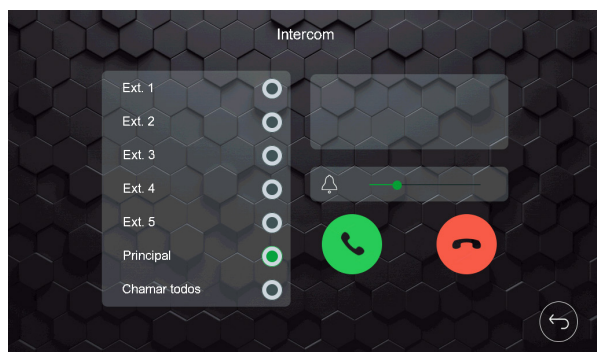 Intercom
Ext. 1
Ext. 2
Ext. 3
Ext. 4
Ext. 5
Principal
Chamar todos